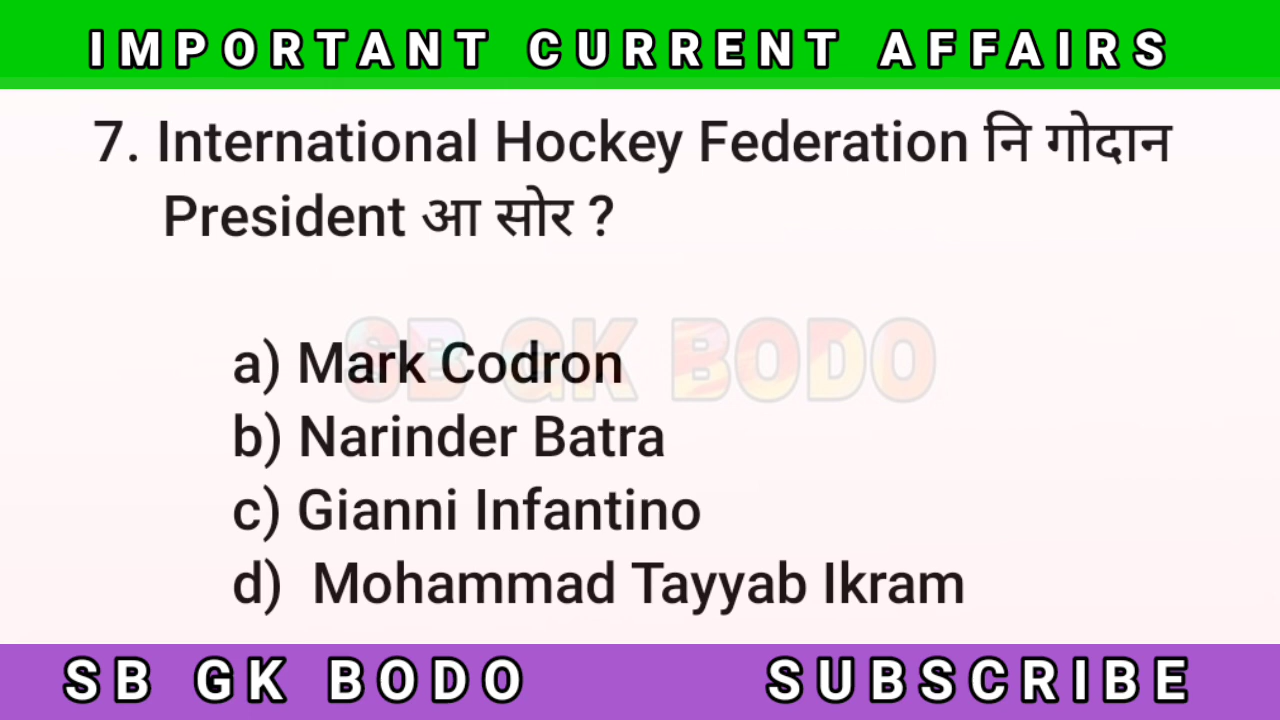 IMPORTANT CURRENT AFFAIRS
7. International Hockey Federation नि गोदान
President आ सोर ?
SB GK BODO
a) Mark Codron
b) Narinder Batra
c) Gianni Infantino
d) Mohammad Tayyab Ikram
SB GK BODO SUBSCRIBE